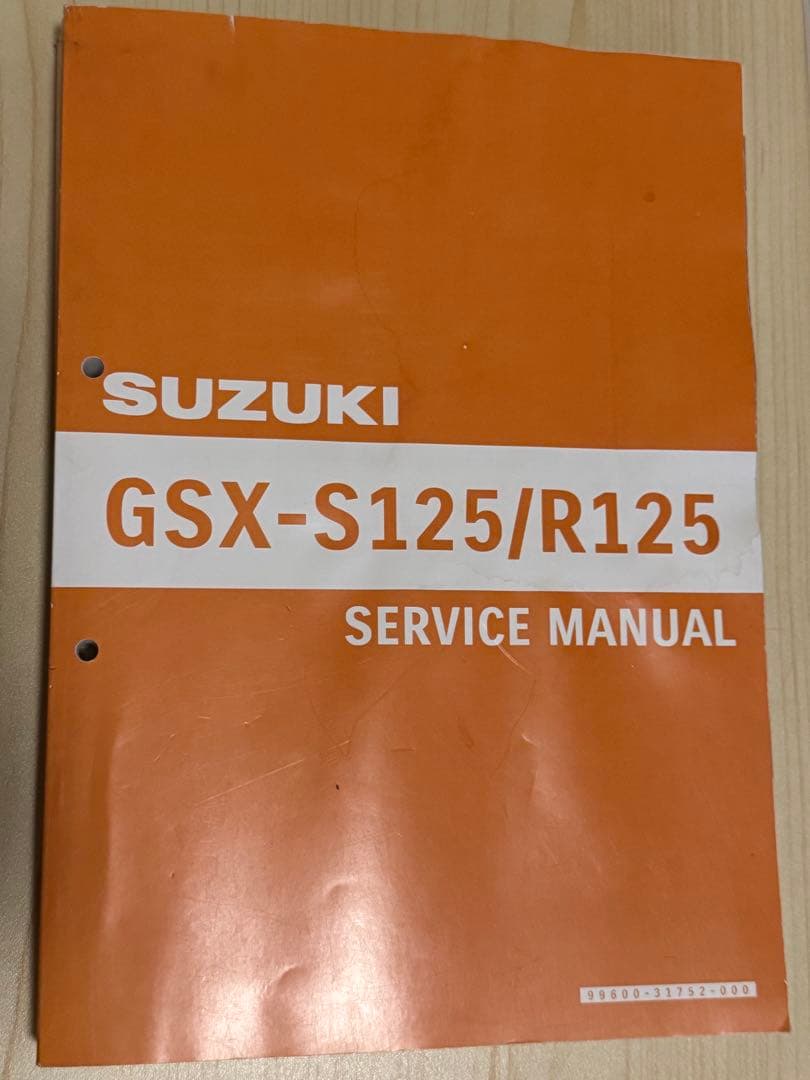 SUZUKI
GSX-S125/R125
SERVICE MANUAL
99600-31752-000